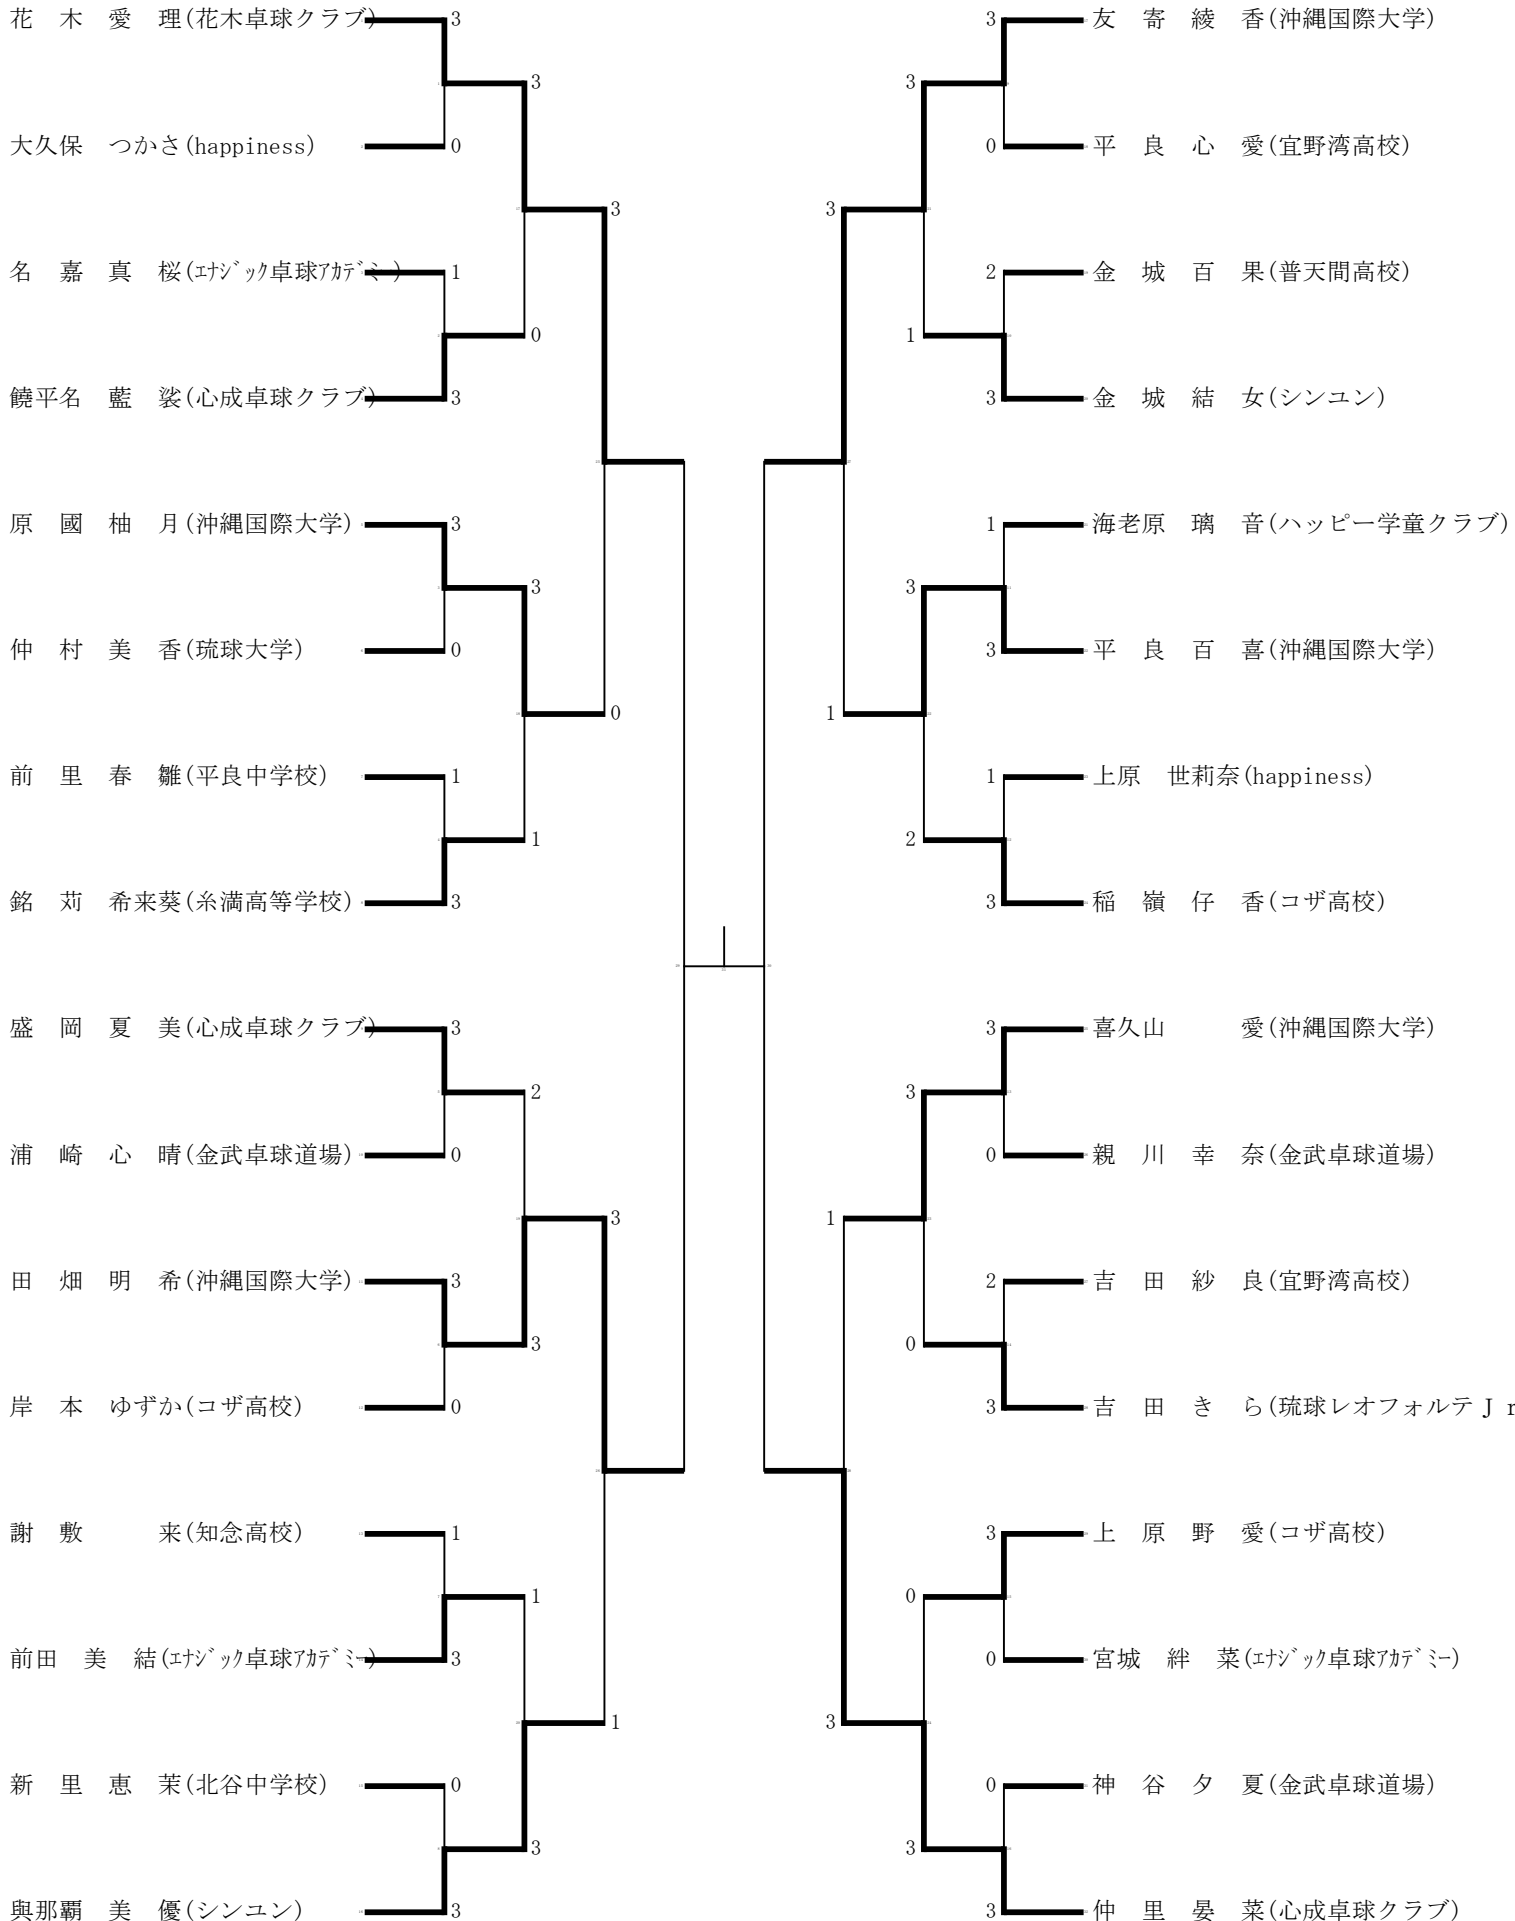 花　木　愛　理(花木卓球クラブ) 3
3 友　寄　綾　香(沖縄国際大学)
3
3
大久保　つかさ(happiness) 0
0 平　良　心　愛(宜野湾高校)
3
3
名　嘉　真　桜(ｴﾅｼﾞｯｸ卓球ｱｶﾃﾞﾐｰ) 1
2 金　城　百　果(普天間高校)
0
1
饒平名　藍　裟(心成卓球クラブ) 3
3 金　城　結　女(シンユン)
原　國　柚　月(沖縄国際大学) 3
1 海老原　璃　音(ハッピー学童クラブ)
3
3
仲　村　美　香(琉球大学) 0
3 平　良　百　喜(沖縄国際大学)
0
1
前　里　春　雛(平良中学校) 1
1 上原　世莉奈(happiness)
1
2
銘　苅　希来葵(糸満高等学校) 3
3 稲　嶺　仔　香(コザ高校)
盛　岡　夏　美(心成卓球クラブ) 3
3 喜久山　　　愛(沖縄国際大学)
2
3
浦　崎　心　晴(金武卓球道場) 0
0 親　川　幸　奈(金武卓球道場)
3
1
田　畑　明　希(沖縄国際大学) 3
2 吉　田　紗　良(宜野湾高校)
3
0
岸　本　ゆずか(コザ高校) 0
3 吉　田　き　ら(琉球レオフォルテＪｒ
謝　敷　　　来(知念高校) 1
3 上　原　野　愛(コザ高校)
1
0
前田　美　結(ｴﾅｼﾞｯｸ卓球ｱｶﾃﾞﾐｰ) 3
0 宮城　絆　菜(ｴﾅｼﾞｯｸ卓球ｱｶﾃﾞﾐｰ)
1
3
新　里　恵　茉(北谷中学校) 0
0 神　谷　夕　夏(金武卓球道場)
3
3
與那覇　美　優(シンユン) 3
3 仲　里　晏　菜(心成卓球クラブ)